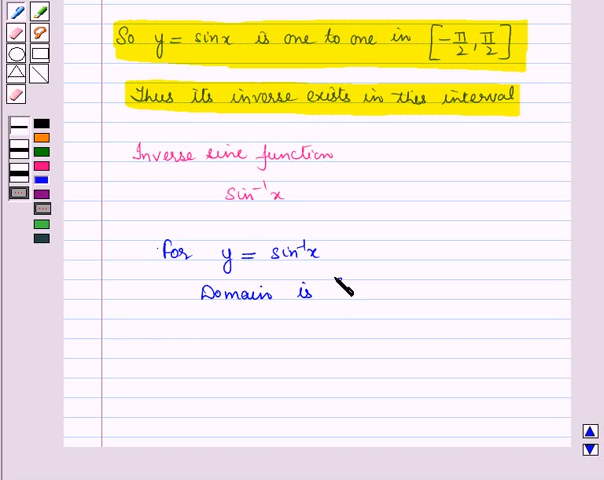 So y = sinx is one to one in [-π/2, π/2]
Thus its inverse exists in this interval
Inverse sine function
sin⁻¹x
For y = sin⁻¹x
Domain is